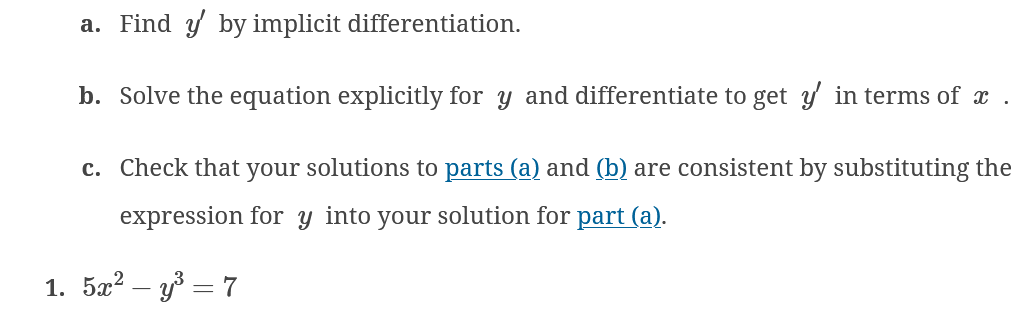 a. Find y′ by implicit differentiation.
b. Solve the equation explicitly for y and differentiate to get y′ in terms of x .
c. Check that your solutions to parts (a) and (b) are consistent by substituting the
expression for y into your solution for part (a).
1. 5x² − y³ = 7